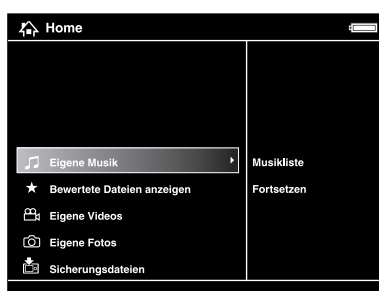 Home
Eigene Musik
Musikliste
Bewertete Dateien anzeigen
Fortsetzen
Eigene Videos
Eigene Fotos
Sicherungsdateien